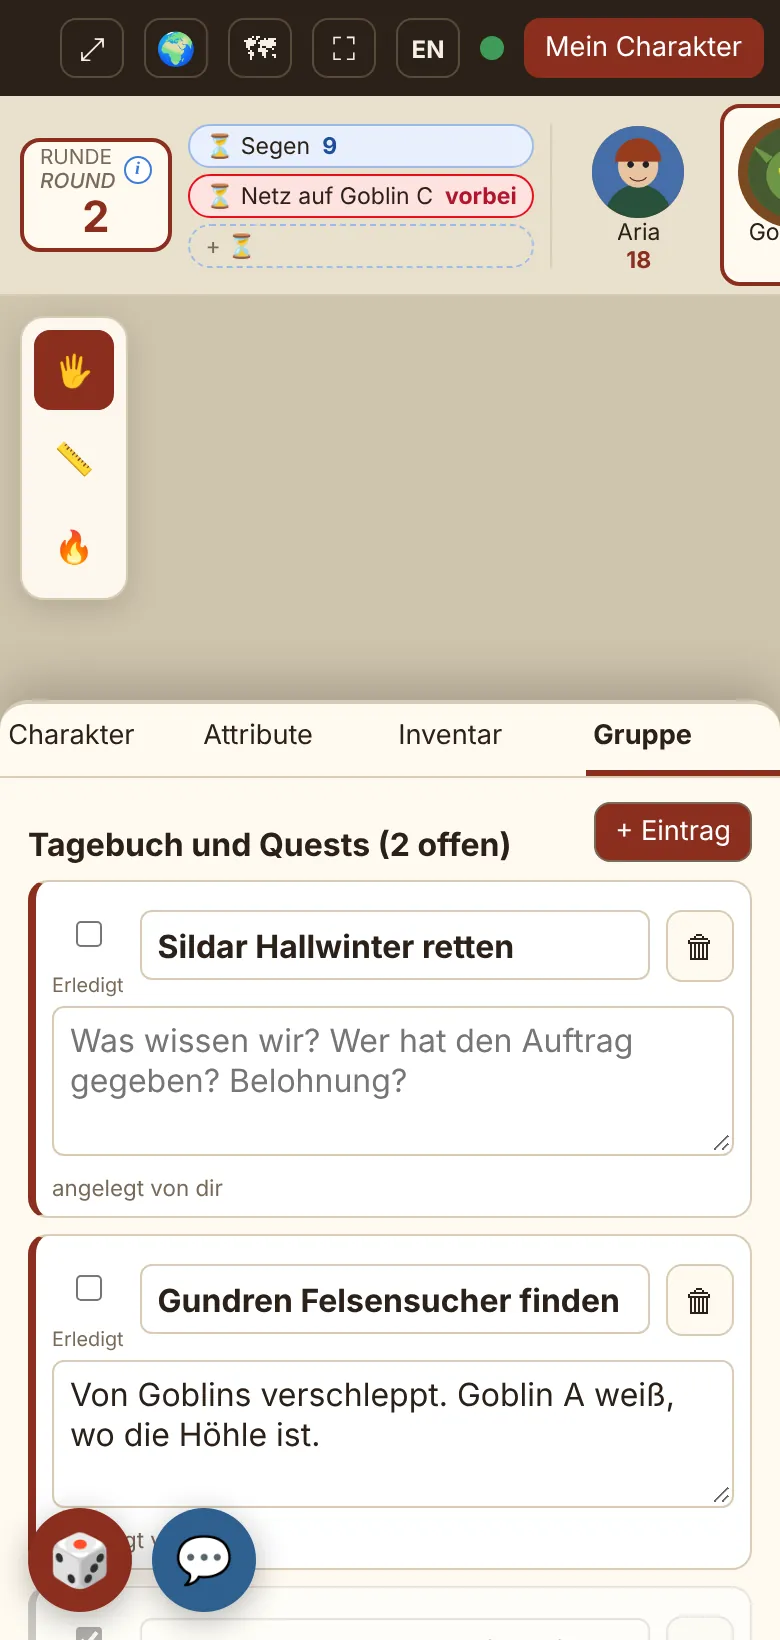 EN
Mein Charakter
RUNDE
ROUND
2
Segen 9
Netz auf Goblin C vorbei
+
Aria
18
Go
Charakter
Attribute
Inventar
Gruppe
Tagebuch und Quests (2 offen)
+ Eintrag
Sildar Hallwinter retten
Erledigt
Was wissen wir? Wer hat den Auftrag
gegeben? Belohnung?
angelegt von dir
Gundren Felsensucher finden
Erledigt
Von Goblins verschleppt. Goblin A weiß,
wo die Höhle ist.